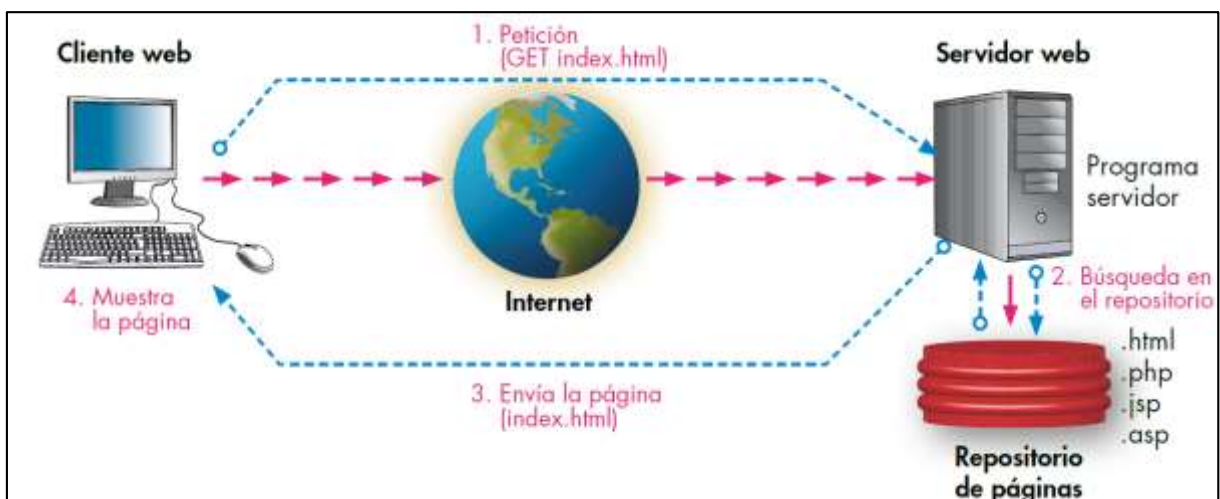 Cliente web
1. Petición
(GET index.html)
Servidor web
Programa
servidor
Internet
4. Muestra
la página
2. Búsqueda en
el repositorio
3. Envía la página
(index.html)
.html
.php
.jsp
.asp
Repositorio
de páginas